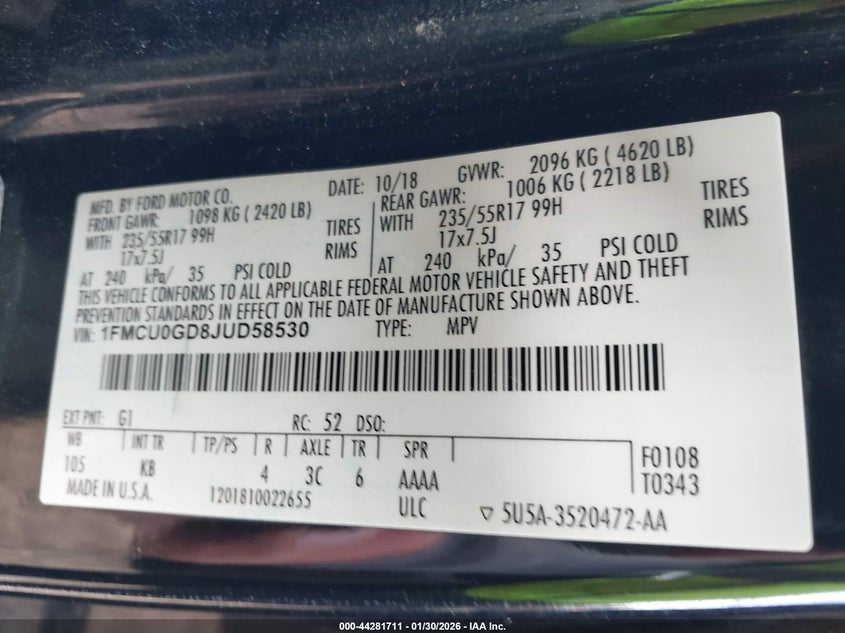 MFD. BY FORD MOTOR CO.
DATE: 10/18 GVWR: 2096 KG ( 4620 LB)
FRONT GAWR: 1098 KG ( 2420 LB)
WITH 235/55R17 99H TIRES
17x7.5J RIMS
AT 240 kPa/ 35 PSI COLD
REAR GAWR: 1006 KG ( 2218 LB)
WITH 235/55R17 99H TIRES
17x7.5J RIMS
AT 240 kPa/ 35 PSI COLD
THIS VEHICLE CONFORMS TO ALL APPLICABLE FEDERAL MOTOR VEHICLE SAFETY AND THEFT
PREVENTION STANDARDS IN EFFECT ON THE DATE OF MANUFACTURE SHOWN ABOVE.
VIN: 1FMCU0GD8JUD58530 TYPE: MPV
EXT PNT: G1 RC: 52 DSO:
WB INT TR TP/PS R AXLE TR SPR
105 KB 4 3C 6 AAAA
F0108
T0343
MADE IN U.S.A. 1201810022655 ULC
5U5A-3520472-AA
000-44281711 - 01/30/2026 - IAA Inc.